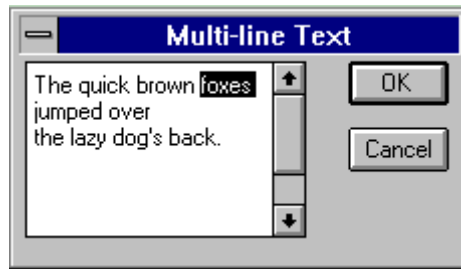 Multi-line Text
The quick brown foxes
jumped over
the lazy dog's back.
OK
Cancel